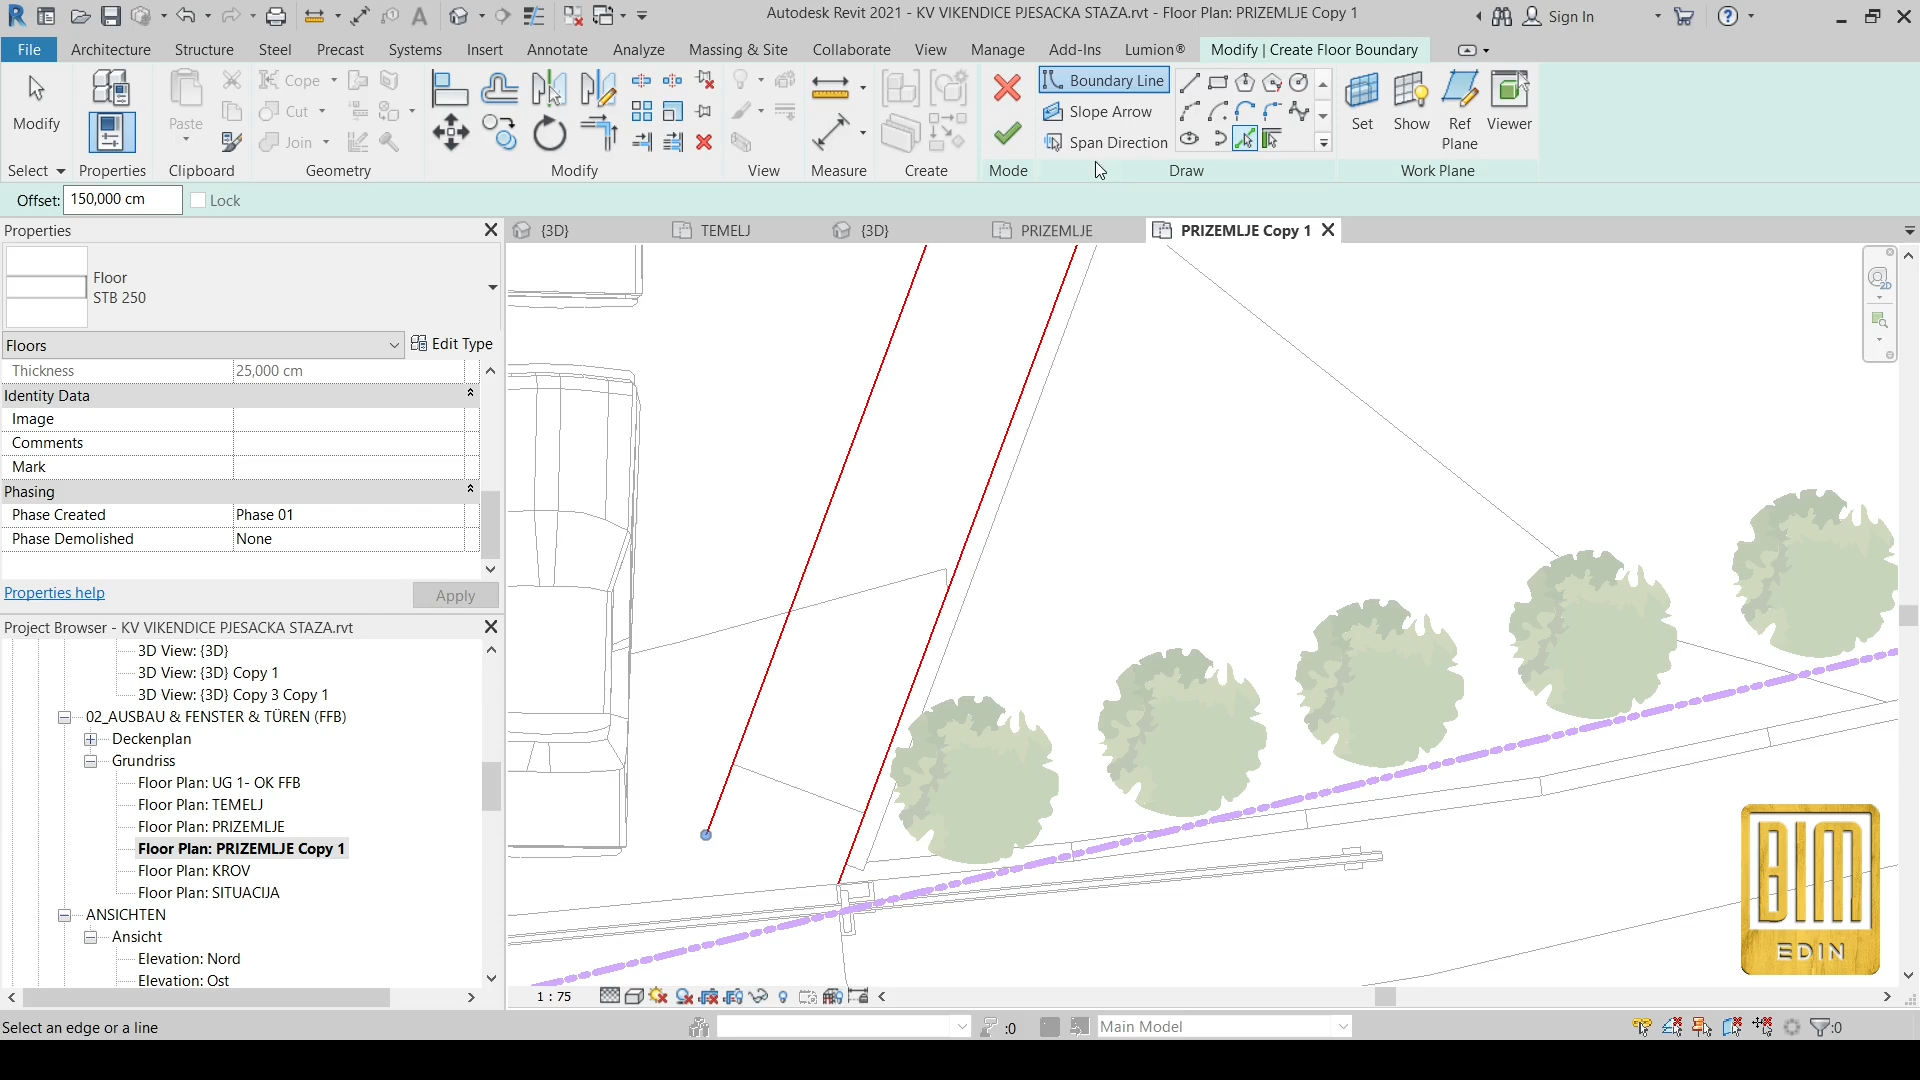 Autodesk Revit 2021 - KV VIKENDICE PJESACKA STAZA.rvt - Floor Plan: PRIZEMLJE Copy 1
Sign In
File
Architecture
Structure
Steel
Precast
Systems
Insert
Annotate
Analyze
Massing & Site
Collaborate
View
Manage
Add-Ins
Lumion®
Modify | Create Floor Boundary
Modify
Paste
Cope
Cut
Join
Boundary Line
Slope Arrow
Span Direction
Set
Show
Ref
Plane
Viewer
Select
Properties
Clipboard
Geometry
Modify
View
Measure
Create
Mode
Draw
Work Plane
Offset: 150,000 cm
Lock
Properties
{3D}
TEMELJ
{3D}
PRIZEMLJE
PRIZEMLJE Copy 1
Floor
STB 250
Floors
Edit Type
Thickness 25,000 cm
Identity Data
Image
Comments
Mark
Phasing
Phase Created Phase 01
Phase Demolished None
Properties help
Apply
Project Browser - KV VIKENDICE PJESACKA STAZA.rvt
3D View: {3D}
3D View: {3D} Copy 1
3D View: {3D} Copy 3 Copy 1
02_AUSBAU & FENSTER & TÜREN (FFB)
Deckenplan
Grundriss
Floor Plan: UG 1- OK FFB
Floor Plan: TEMELJ
Floor Plan: PRIZEMLJE
Floor Plan: PRIZEMLJE Copy 1
Floor Plan: KROV
Floor Plan: SITUACIJA
ANSICHTEN
Ansicht
Elevation: Nord
Elevation: Ost
2D
BIM
EDIN
1 : 75
Select an edge or a line
:0
Main Model
:0